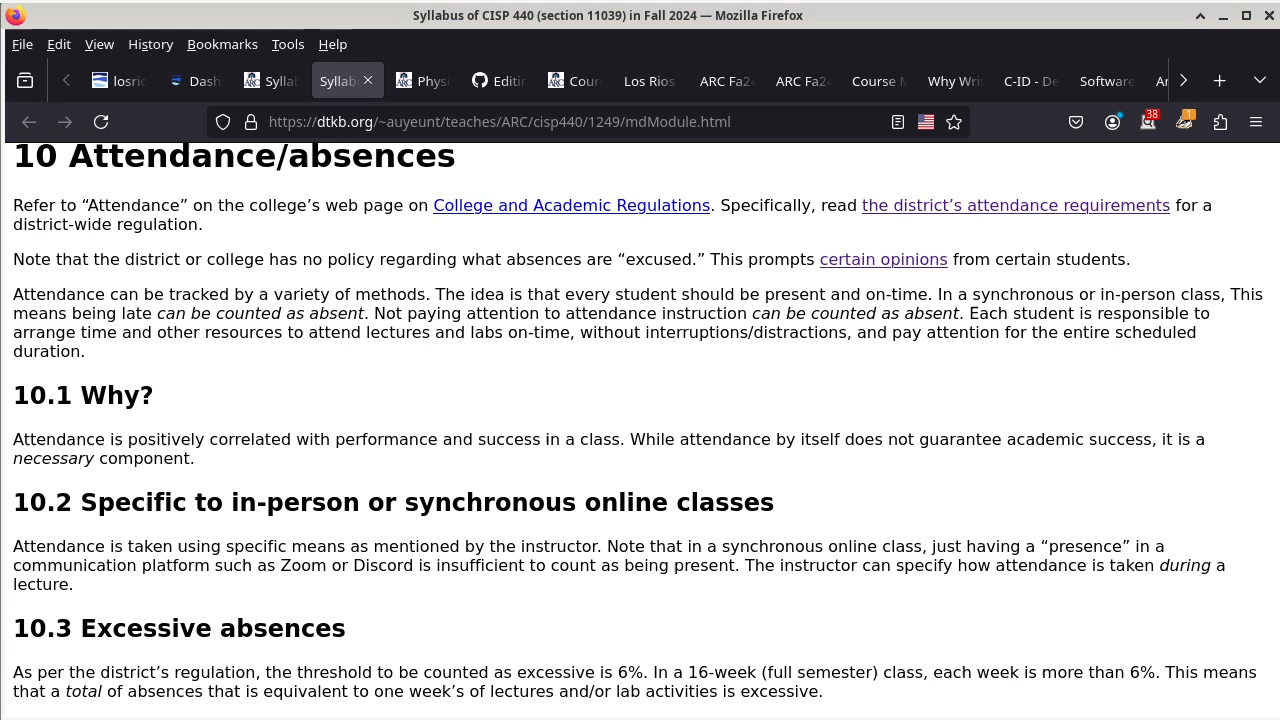 Syllabus of CISP 440 (section 11039) in Fall 2024 — Mozilla Firefox
File Edit View History Bookmarks Tools Help
losric Dash Syllab Syllab Physi Editin Cours Los Rios ARC Fa24 ARC Fa24 Course M Why Writ C-ID - De Software Ar
https://dtkb.org/~auyeunt/teaches/ARC/cisp440/1249/mdModule.html
38
1
10 Attendance/absences
Refer to “Attendance” on the college’s web page on College and Academic Regulations. Specifically, read the district’s attendance requirements for a
district-wide regulation.
Note that the district or college has no policy regarding what absences are “excused.” This prompts certain opinions from certain students.
Attendance can be tracked by a variety of methods. The idea is that every student should be present and on-time. In a synchronous or in-person class, This
means being late can be counted as absent. Not paying attention to attendance instruction can be counted as absent. Each student is responsible to
arrange time and other resources to attend lectures and labs on-time, without interruptions/distractions, and pay attention for the entire scheduled
duration.
10.1 Why?
Attendance is positively correlated with performance and success in a class. While attendance by itself does not guarantee academic success, it is a
necessary component.
10.2 Specific to in-person or synchronous online classes
Attendance is taken using specific means as mentioned by the instructor. Note that in a synchronous online class, just having a “presence” in a
communication platform such as Zoom or Discord is insufficient to count as being present. The instructor can specify how attendance is taken during a
lecture.
10.3 Excessive absences
As per the district’s regulation, the threshold to be counted as excessive is 6%. In a 16-week (full semester) class, each week is more than 6%. This means
that a total of absences that is equivalent to one week’s of lectures and/or lab activities is excessive.